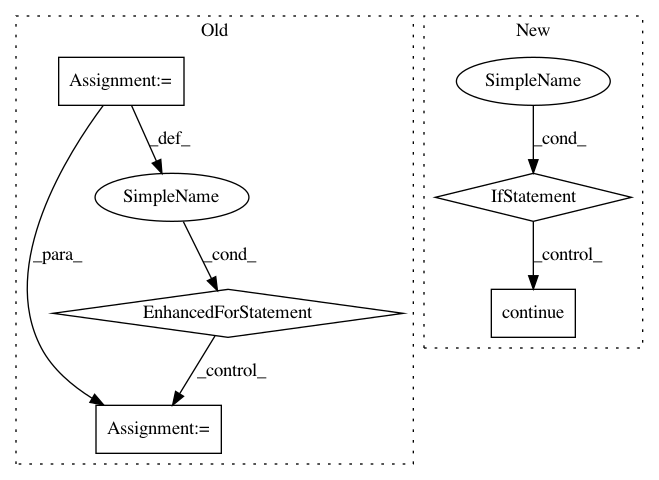 Old
New
Assignment:=
SimpleName
_def_
_cond_
SimpleName
IfStatement
_para_
_cond_
_control_
EnhancedForStatement
continue
_control_
Assignment:=